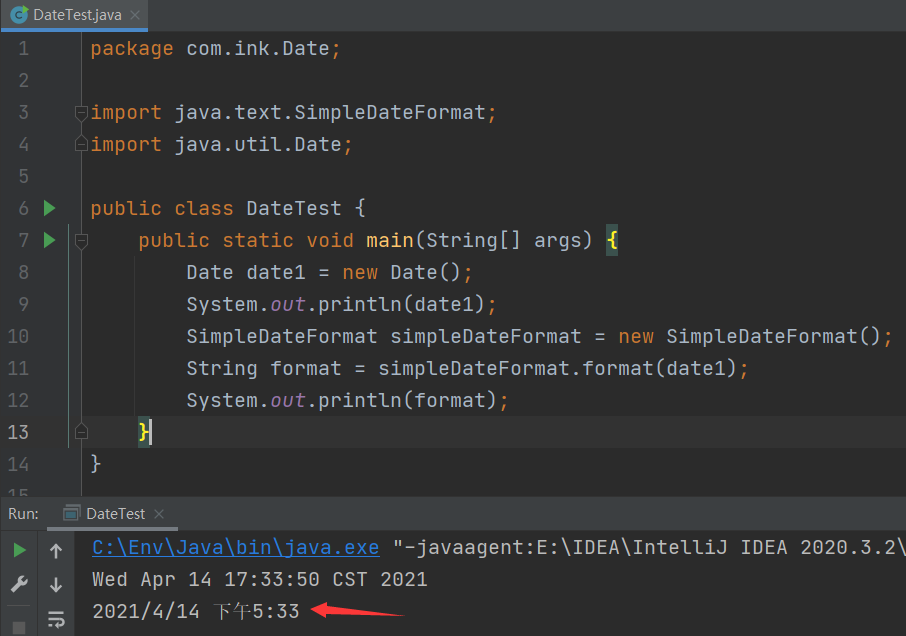 DateTest.java
1 package com.ink.Date;
2
3 import java.text.SimpleDateFormat;
4 import java.util.Date;
5
6 public class DateTest {
7 public static void main(String[] args) {
8 Date date1 = new Date();
9 System.out.println(date1);
10 SimpleDateFormat simpleDateFormat = new SimpleDateFormat();
11 String format = simpleDateFormat.format(date1);
12 System.out.println(format);
13 }
14 }
15
Run: DateTest
C:\Env\Java\bin\java.exe "-javaagent:E:\IDEA\IntelliJ IDEA 2020.3.2\
Wed Apr 14 17:33:50 CST 2021
2021/4/14 下午5:33